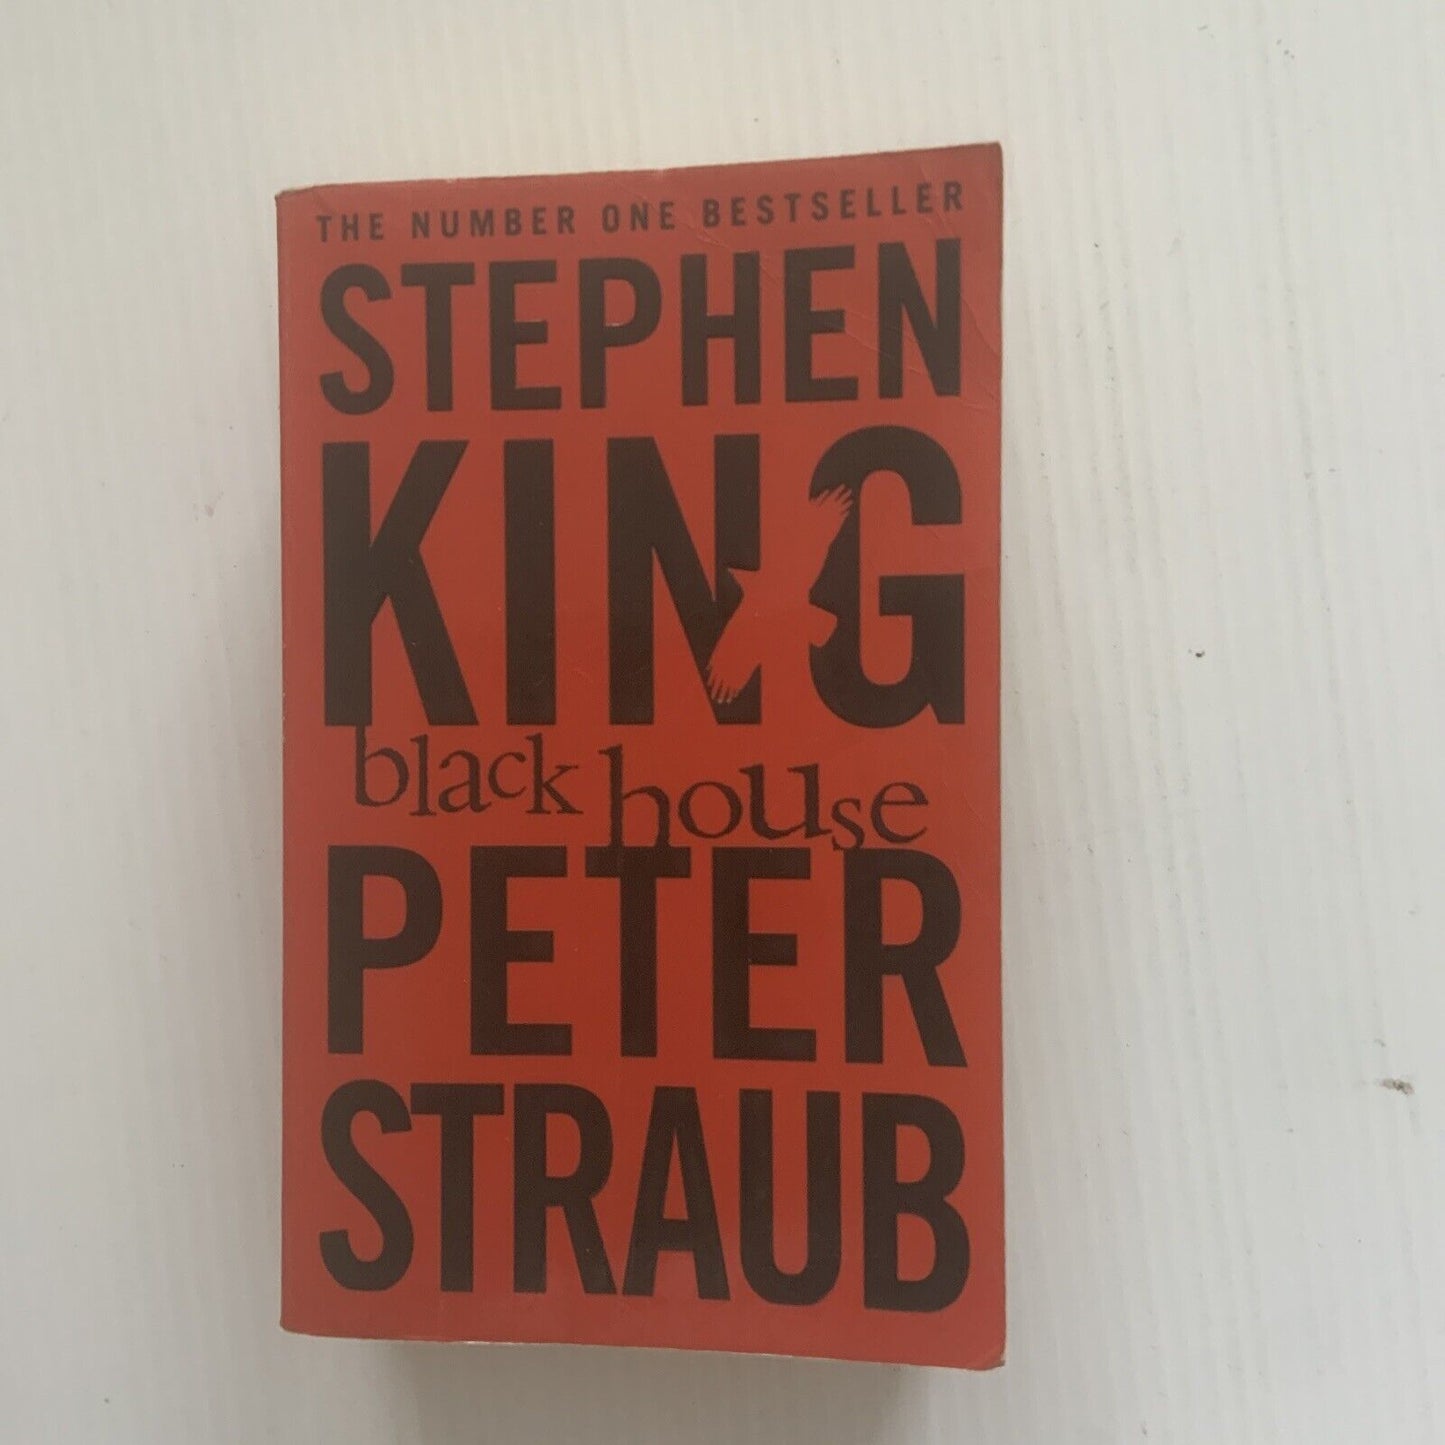 THE NUMBER ONE BESTSELLER
STEPHEN
KING
black house
PETER
STRAUB